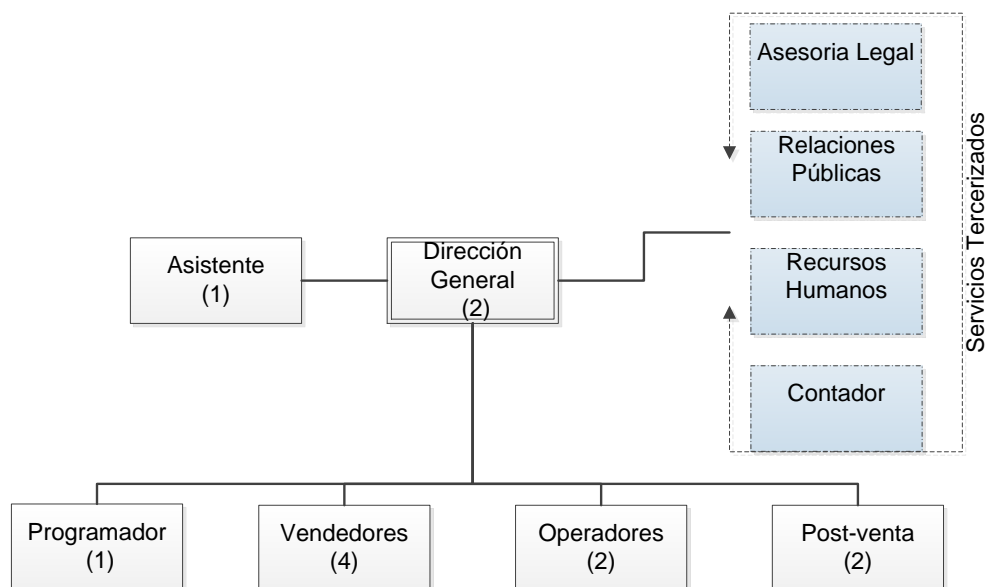 Asesoria Legal
Relaciones
Públicas
Recursos
Humanos
Contador
Servicios Tercerizados
Asistente
(1)
Dirección
General
(2)
Programador
(1)
Vendedores
(4)
Operadores
(2)
Post-venta
(2)